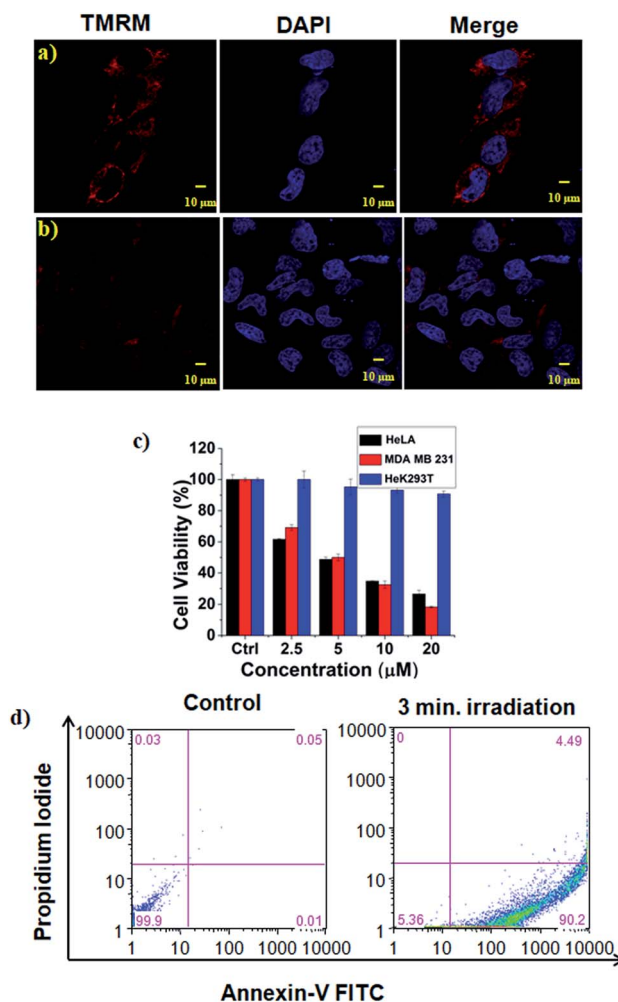 TMRM DAPI Merge
a)
10 µm 10 µm 10 µm
b)
10 µm 10 µm 10 µm
c)
HeLA
MDA MB 231
HeK293T
Cell Viability (%)
120
100
80
60
40
20
0
Ctrl 2.5 5 10 20
Concentration (µM)
d)
Control 3 min. irradiation
Propidium Iodide
10000 0.03 0.05 10000 0 4.49
1000 1000
100 100
10 10
1 99.9 0.01 1 5.36 90.2
1 10 100 1000 10000 1 10 100 1000 10000
Annexin-V FITC